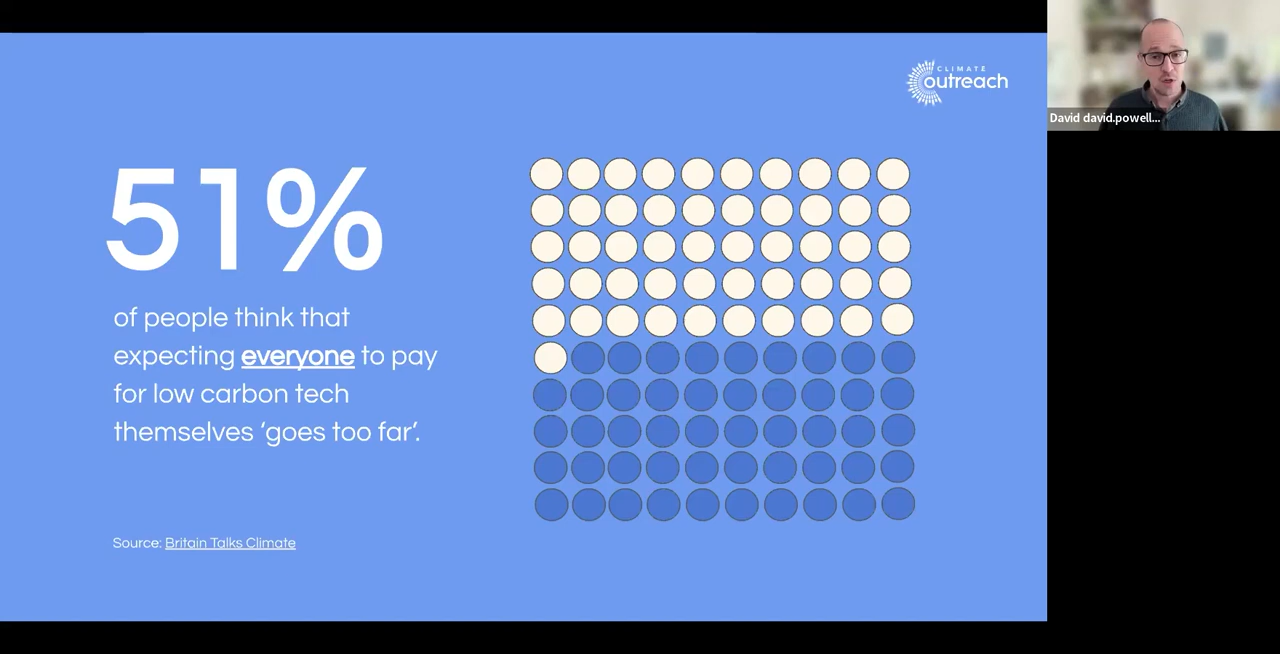 CLIMATE
outreach
David david.powell...
51%
of people think that
expecting everyone to pay
for low carbon tech
themselves ‘goes too far’.
Source: Britain Talks Climate